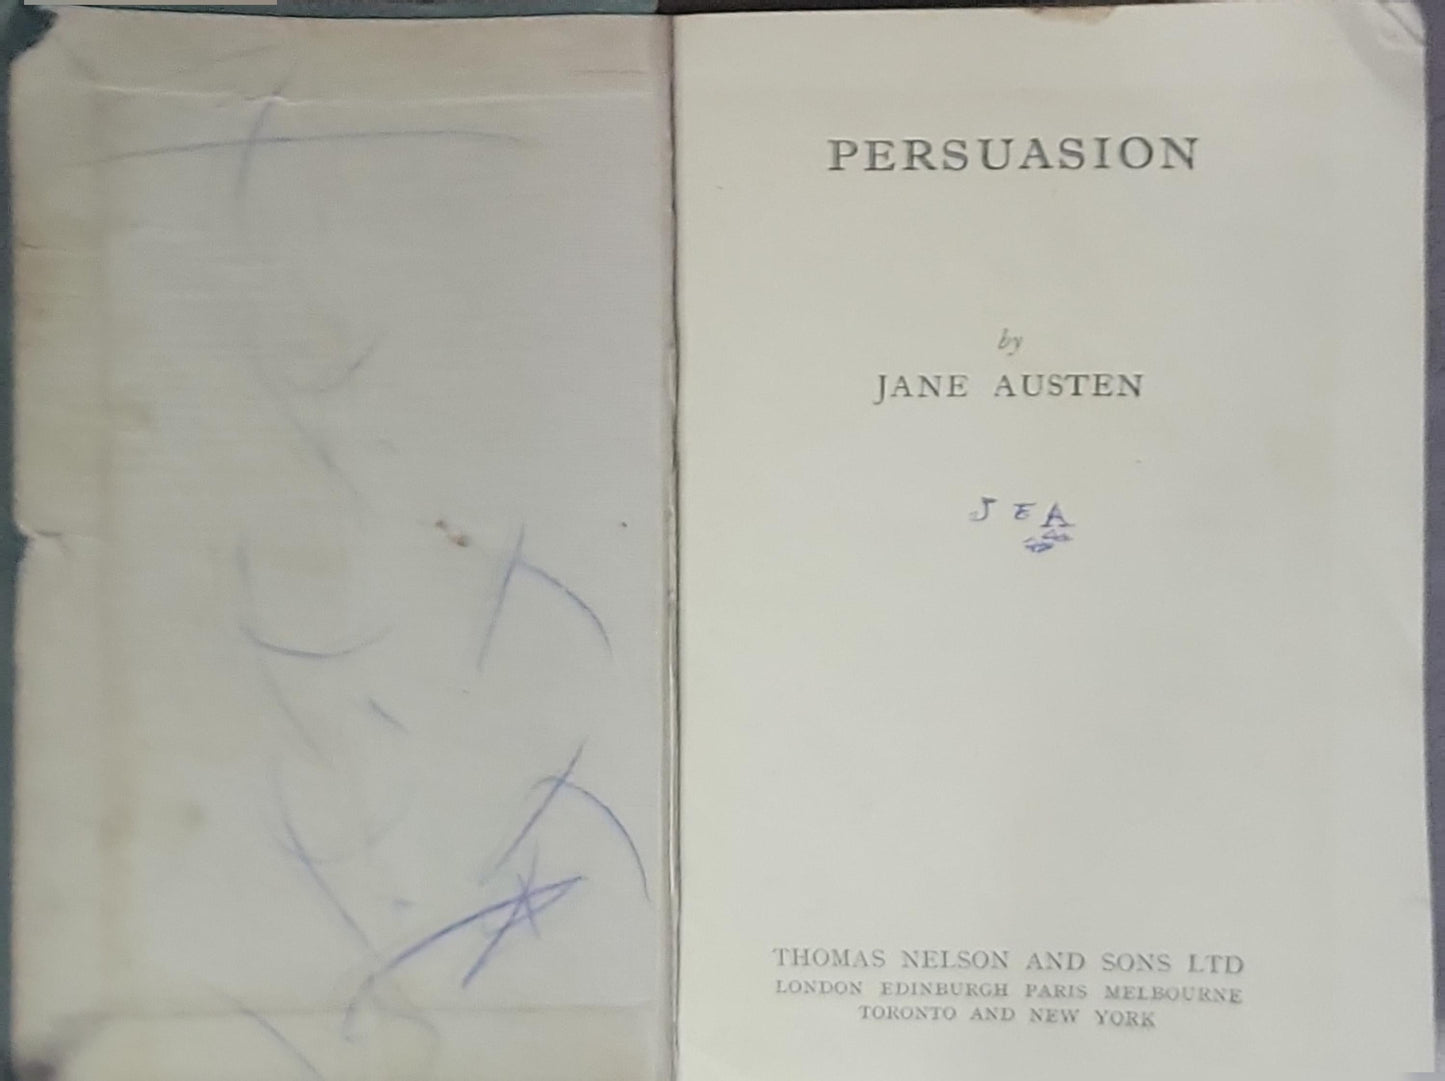 PERSUASION
by
JANE AUSTEN
J E A
THOMAS NELSON AND SONS LTD
LONDON EDINBURGH PARIS MELBOURNE
TORONTO AND NEW YORK